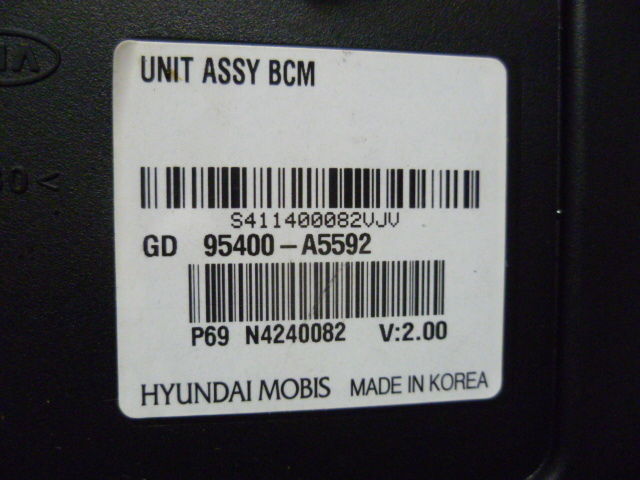 UNIT ASSY BCM
S411400082VJV
GD 95400-A5592
P69 N4240082 V:2.00
HYUNDAI MOBIS MADE IN KOREA